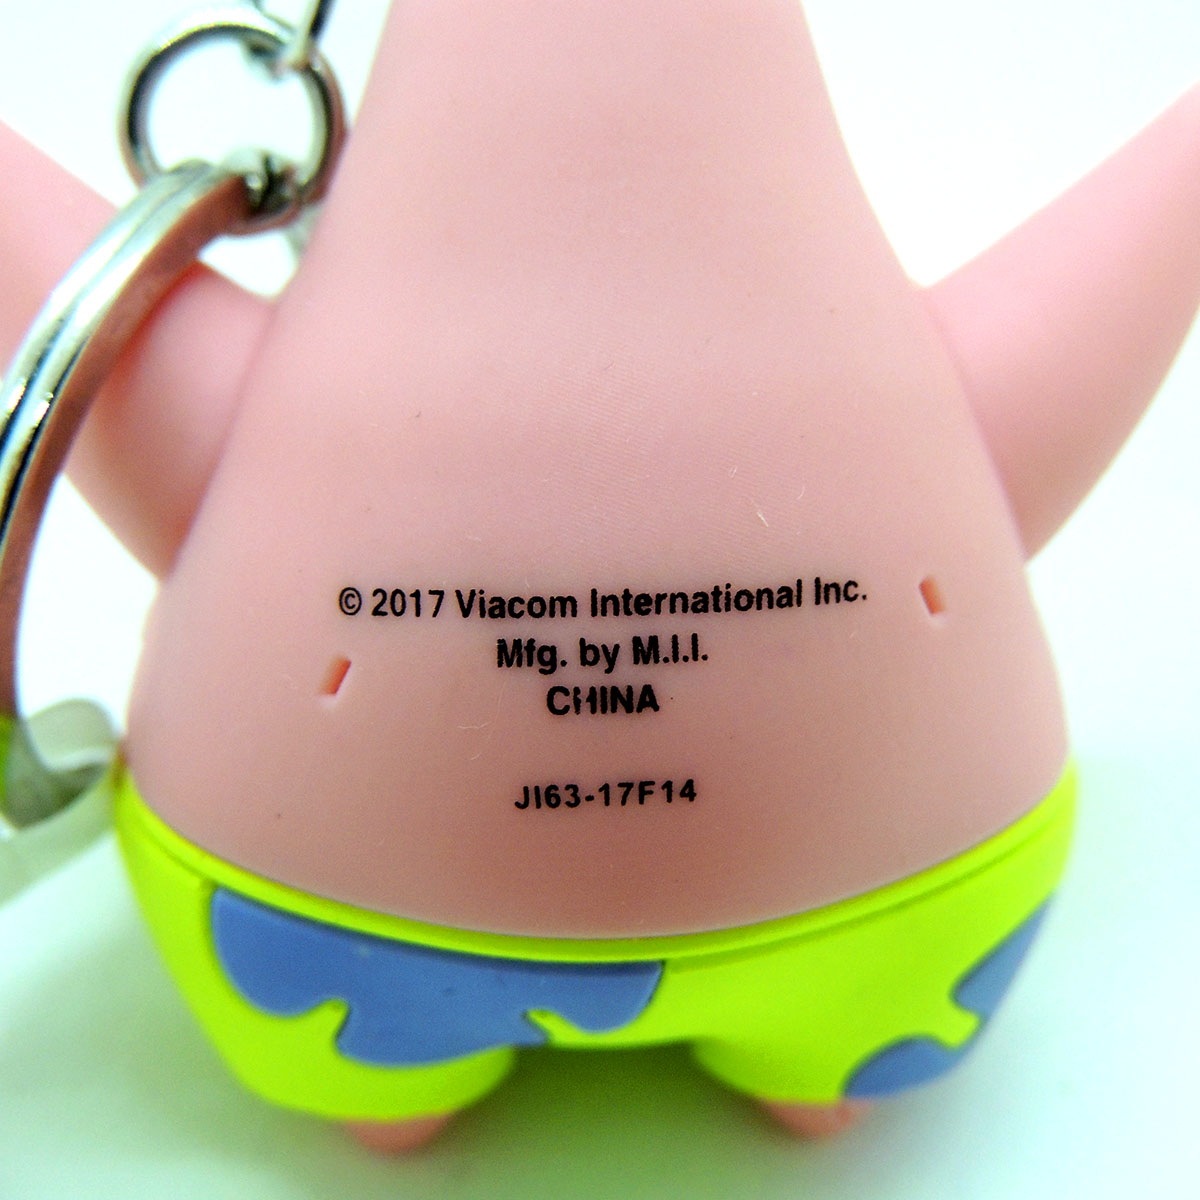 © 2017 Viacom International Inc.
Mfg. by M.I.I.
CHINA
JI63-17F14